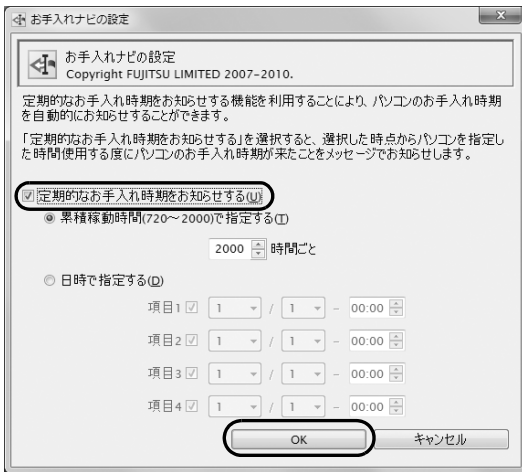 お手入れナビの設定
お手入れナビの設定
Copyright FUJITSU LIMITED 2007-2010.
定期的なお手入れ時期をお知らせする機能を利用することにより、パソコンのお手入れ時期
を自動的にお知らせすることができます。
「定期的なお手入れ時期をお知らせする」を選択すると、選択した時点からパソコンを指定し
た時間使用する度にパソコンのお手入れ時期が来たことをメッセージでお知らせします。
定期的なお手入れ時期をお知らせする(U)
累積稼動時間(720～2000)で指定する(T)
2000 時間ごと
日時で指定する(D)
項目1 1 / 1 - 00:00
項目2 1 / 1 - 00:00
項目3 1 / 1 - 00:00
項目4 1 / 1 - 00:00
OK キャンセル